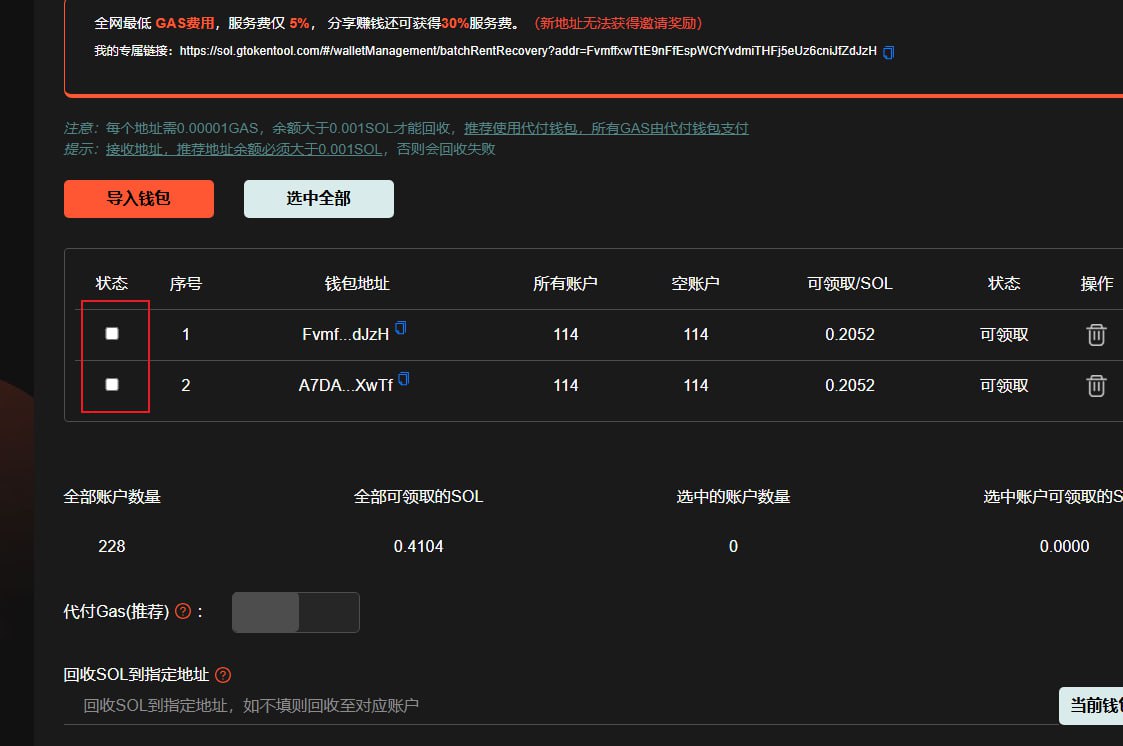 全网最低 GAS费用，服务费仅 5%， 分享赚钱还可获得30%服务费。 (新地址无法获得邀请奖励)
我的专属链接：https://sol.gtokentool.com/#/walletManagement/batchRentRecovery?addr=FvmffxwTtE9nFfEspWCfYvdmiTHFj5eUz6cniJfZdJzH
注意：每个地址需0.00001GAS，余额大于0.001SOL才能回收，推荐使用代付钱包，所有GAS由代付钱包支付
提示：接收地址，推荐地址余额必须大于0.001SOL，否则会回收失败
导入钱包 选中全部
状态 序号 钱包地址 所有账户 空账户 可领取/SOL 状态 操作
1 Fvmf...dJzH 114 114 0.2052 可领取
2 A7DA...XwTf 114 114 0.2052 可领取
全部账户数量 全部可领取的SOL 选中的账户数量 选中账户可领取的S
228 0.4104 0 0.0000
代付Gas(推荐) ? ：
回收SOL到指定地址 ?
回收SOL到指定地址，如不填则回收至对应账户
当前钱